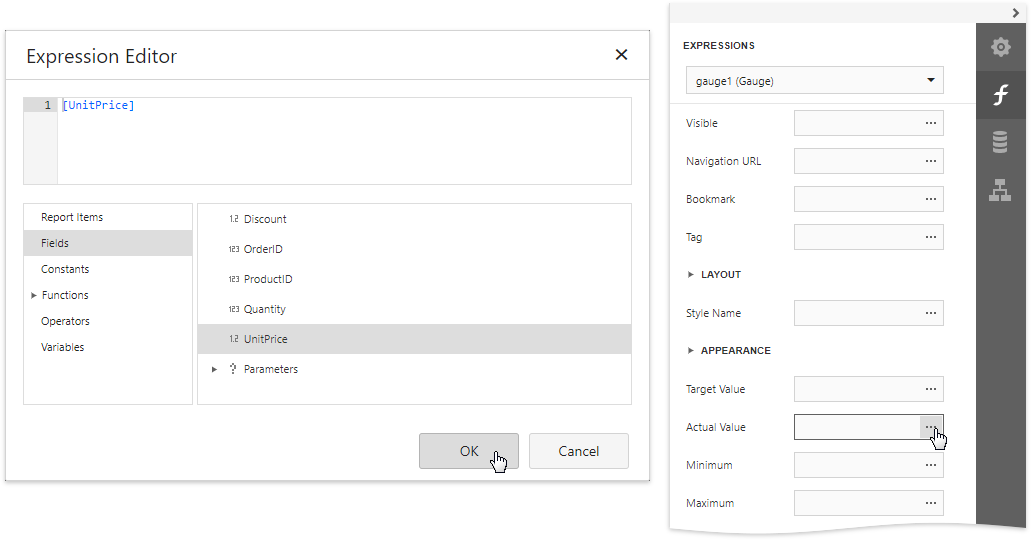 Expression Editor
1 [UnitPrice]
Report Items
Fields
Constants
Functions
Operators
Variables
1.2 Discount
123 OrderID
123 ProductID
123 Quantity
1.2 UnitPrice
? Parameters
OK
Cancel
EXPRESSIONS
gauge1 (Gauge)
Visible ...
Navigation URL ...
Bookmark ...
Tag ...
LAYOUT
Style Name ...
APPEARANCE
Target Value ...
Actual Value ...
Minimum ...
Maximum ...